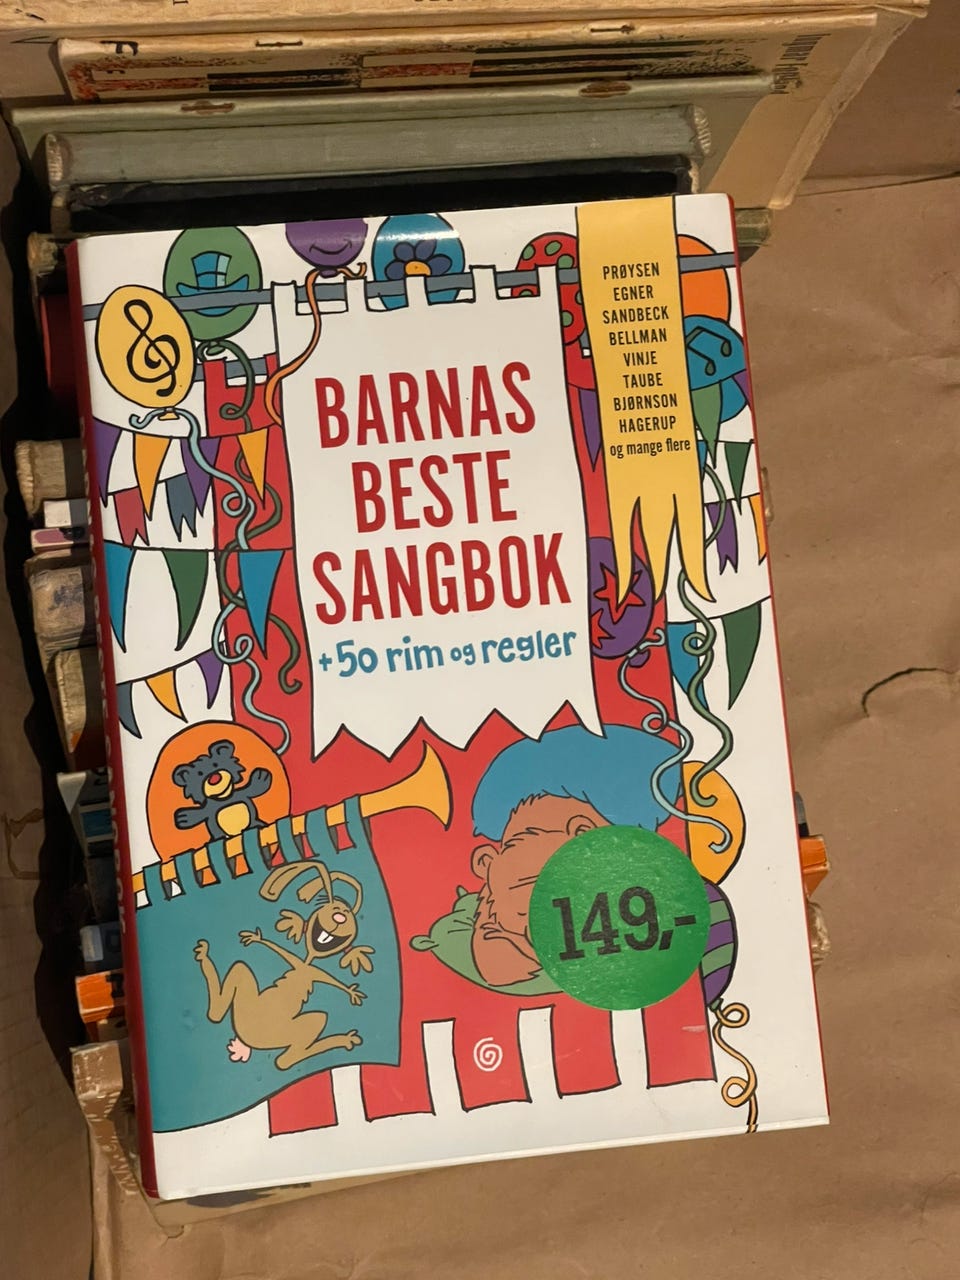 BARNAS
BESTE
SANGBOK
+50 rim og regler
PRØYSEN
EGNER
SANDBECK
BELLMAN
VINJE
TAUBE
BJØRNSON
HAGERUP
og mange flere
149,-